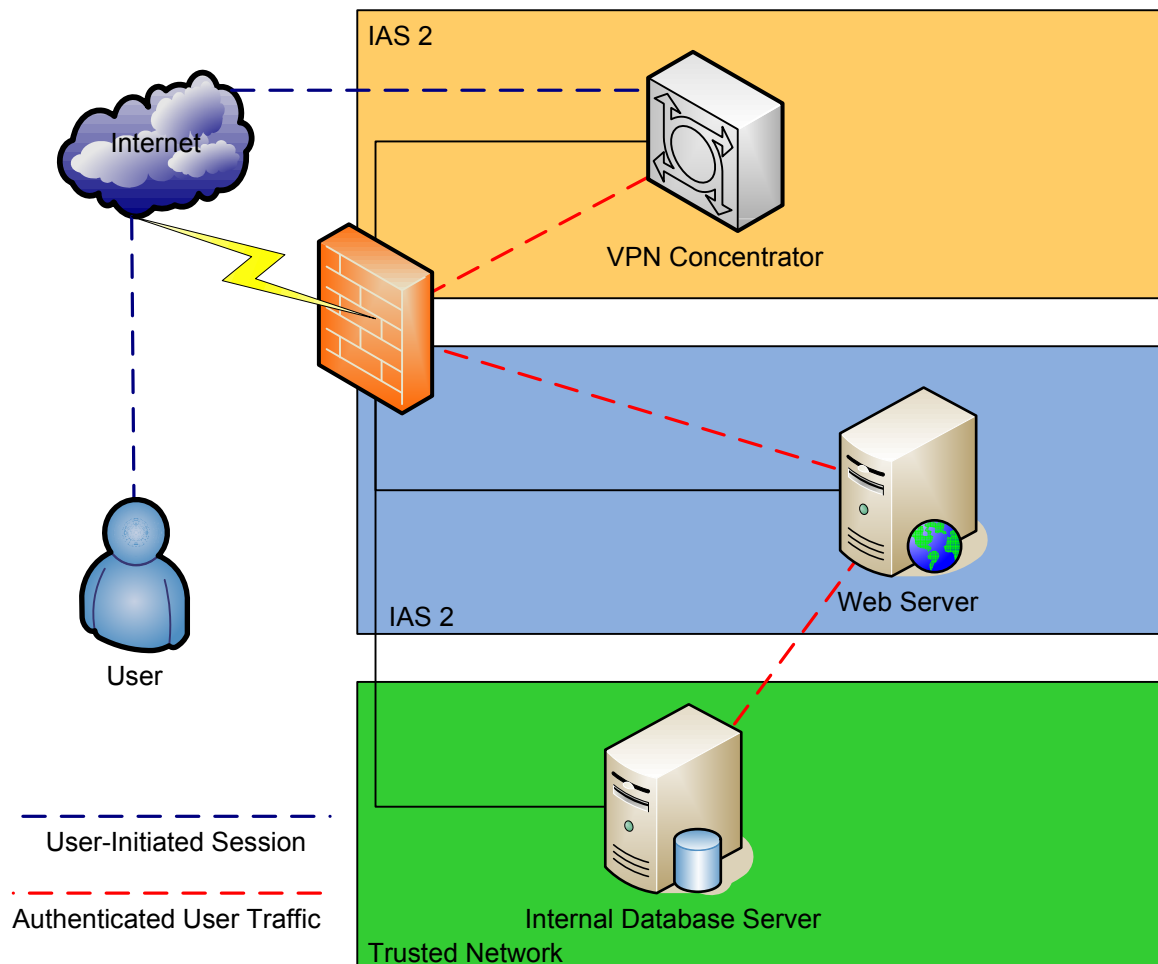 IAS 2
Internet
VPN Concentrator
Web Server
IAS 2
User
User-Initiated Session
Authenticated User Traffic
Internal Database Server
Trusted Network